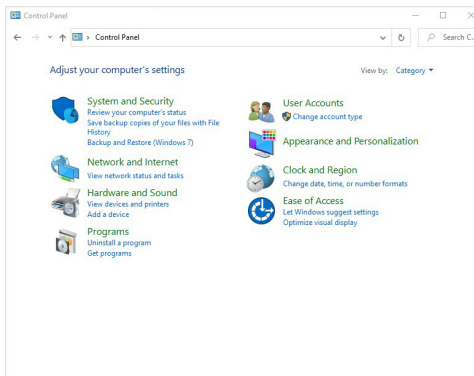 Control Panel
Control Panel
Search C...
Adjust your computer's settings
View by: Category
System and Security
Review your computer's status
Save backup copies of your files with File
History
Backup and Restore (Windows 7)
Network and Internet
View network status and tasks
Hardware and Sound
View devices and printers
Add a device
Programs
Uninstall a program
Get programs
User Accounts
Change account type
Appearance and Personalization
Clock and Region
Change date, time, or number formats
Ease of Access
Let Windows suggest settings
Optimize visual display